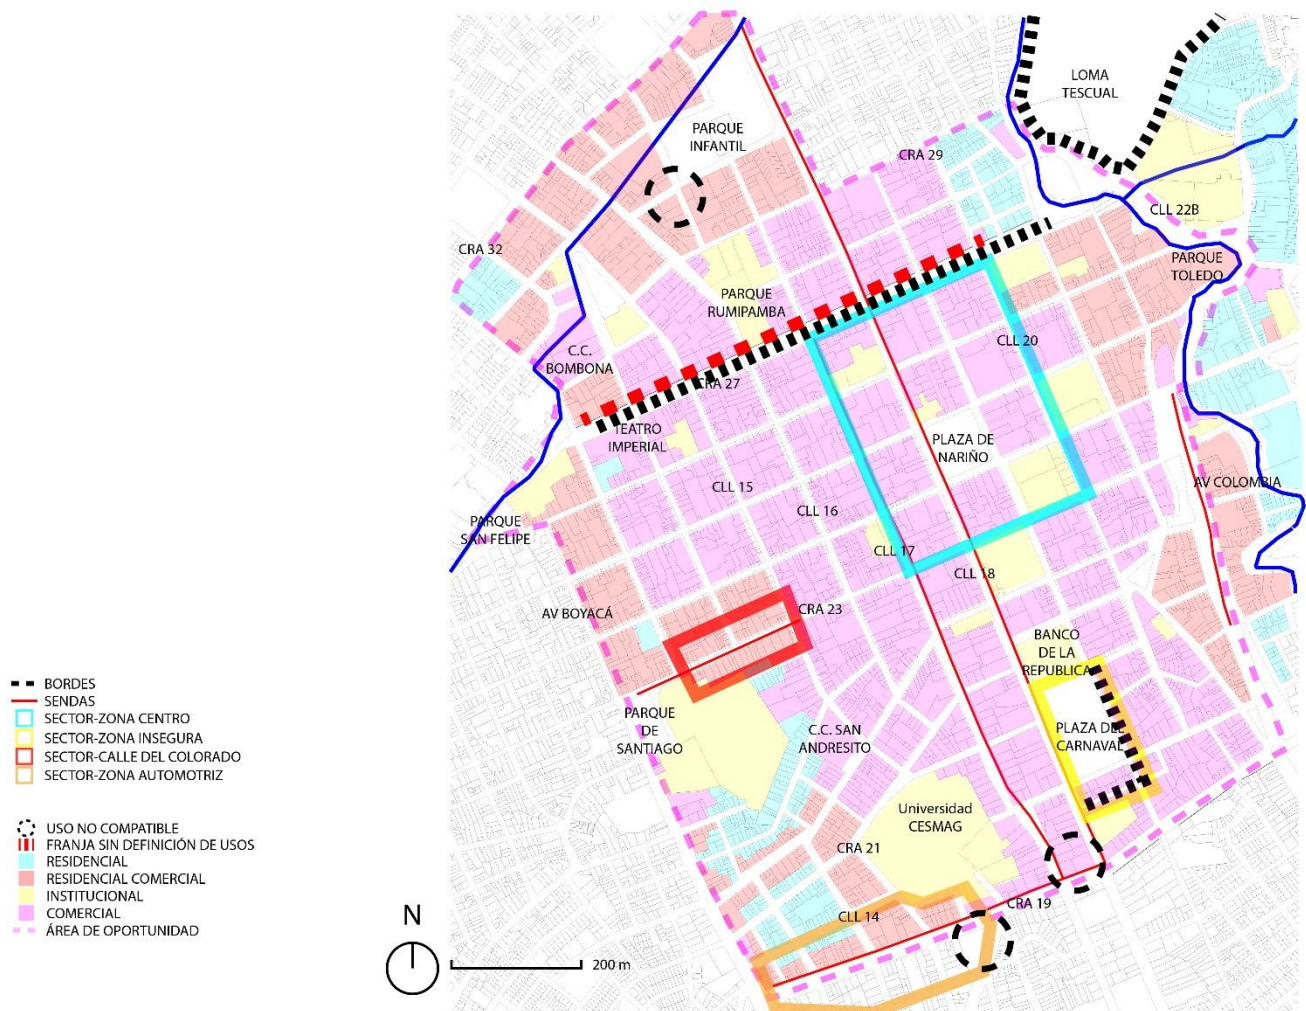 LOMA
TESCUAL
PARQUE
INFANTIL
CRA 29
CLL 22B
CRA 32
PARQUE
TOLEDO
PARQUE
RUMIPAMBA
C.C.
BOMBONA
CLL 20
CRA 27
TEATRO
IMPERIAL
PLAZA DE
NARIÑO
CLL 15
AV COLOMBIA
CLL 16
PARQUE
SAN FELIPE
CLL 17
CLL 18
AV BOYACÁ
CRA 23
BANCO
DE LA
REPUBLICA
PARQUE
DE
SANTIAGO
C.C. SAN
ANDRESITO
PLAZA DEL
CARNAVAL
Universidad
CESMAG
CRA 21
CRA 19
CLL 14
BORDES
SENDAS
SECTOR-ZONA CENTRO
SECTOR-ZONA INSEGURA
SECTOR-CALLE DEL COLORADO
SECTOR-ZONA AUTOMOTRIZ
USO NO COMPATIBLE
FRANJA SIN DEFINICIÓN DE USOS
RESIDENCIAL
RESIDENCIAL COMERCIAL
INSTITUCIONAL
COMERCIAL
ÁREA DE OPORTUNIDAD
N
200 m